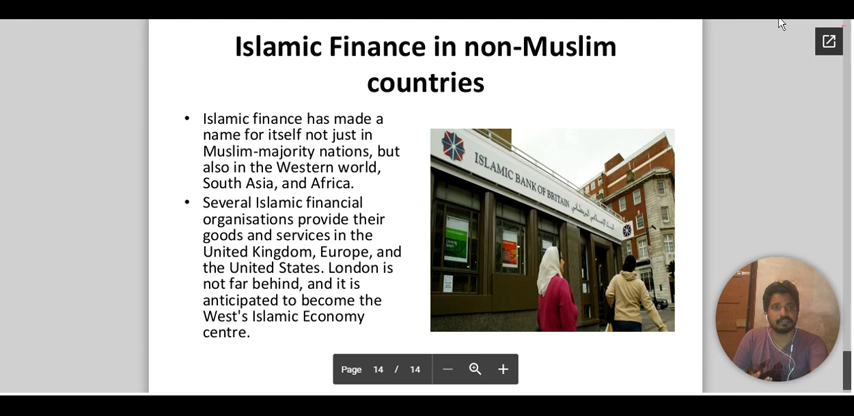 Islamic Finance in non-Muslim
countries
• Islamic finance has made a
name for itself not just in
Muslim-majority nations, but
also in the Western world,
South Asia, and Africa.
• Several Islamic financial
organisations provide their
goods and services in the
United Kingdom, Europe, and
the United States. London is
not far behind, and it is
anticipated to become the
West's Islamic Economy
centre.
ISLAMIC BANK OF BRITAIN
Page 14 / 14